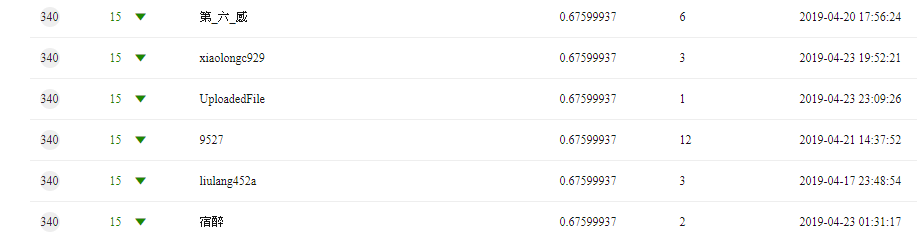 340 15 第_六_感 0.67599937 6 2019-04-20 17:56:24
340 15 xiaolongc929 0.67599937 3 2019-04-23 19:52:21
340 15 UploadedFile 0.67599937 1 2019-04-23 23:09:26
340 15 9527 0.67599937 12 2019-04-21 14:37:52
340 15 liulang452a 0.67599937 3 2019-04-17 23:48:54
340 15 宿醉 0.67599937 2 2019-04-23 01:31:17